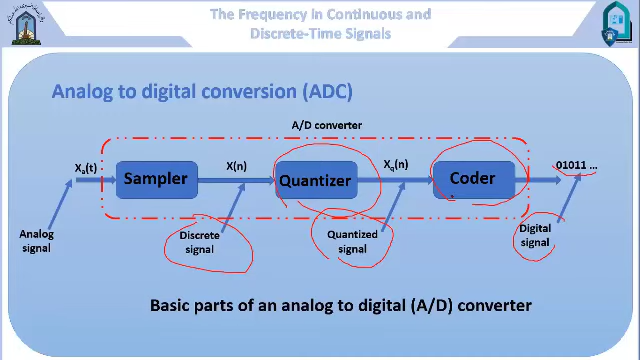 The Frequency in Continuous and
Discrete-Time Signals
Analog to digital conversion (ADC)
A/D converter
Xa(t)
Sampler
X(n)
Quantizer
Xq(n)
Coder
01011 ...
Analog
signal
Discrete
signal
Quantized
signal
Digital
signal
Basic parts of an analog to digital (A/D) converter